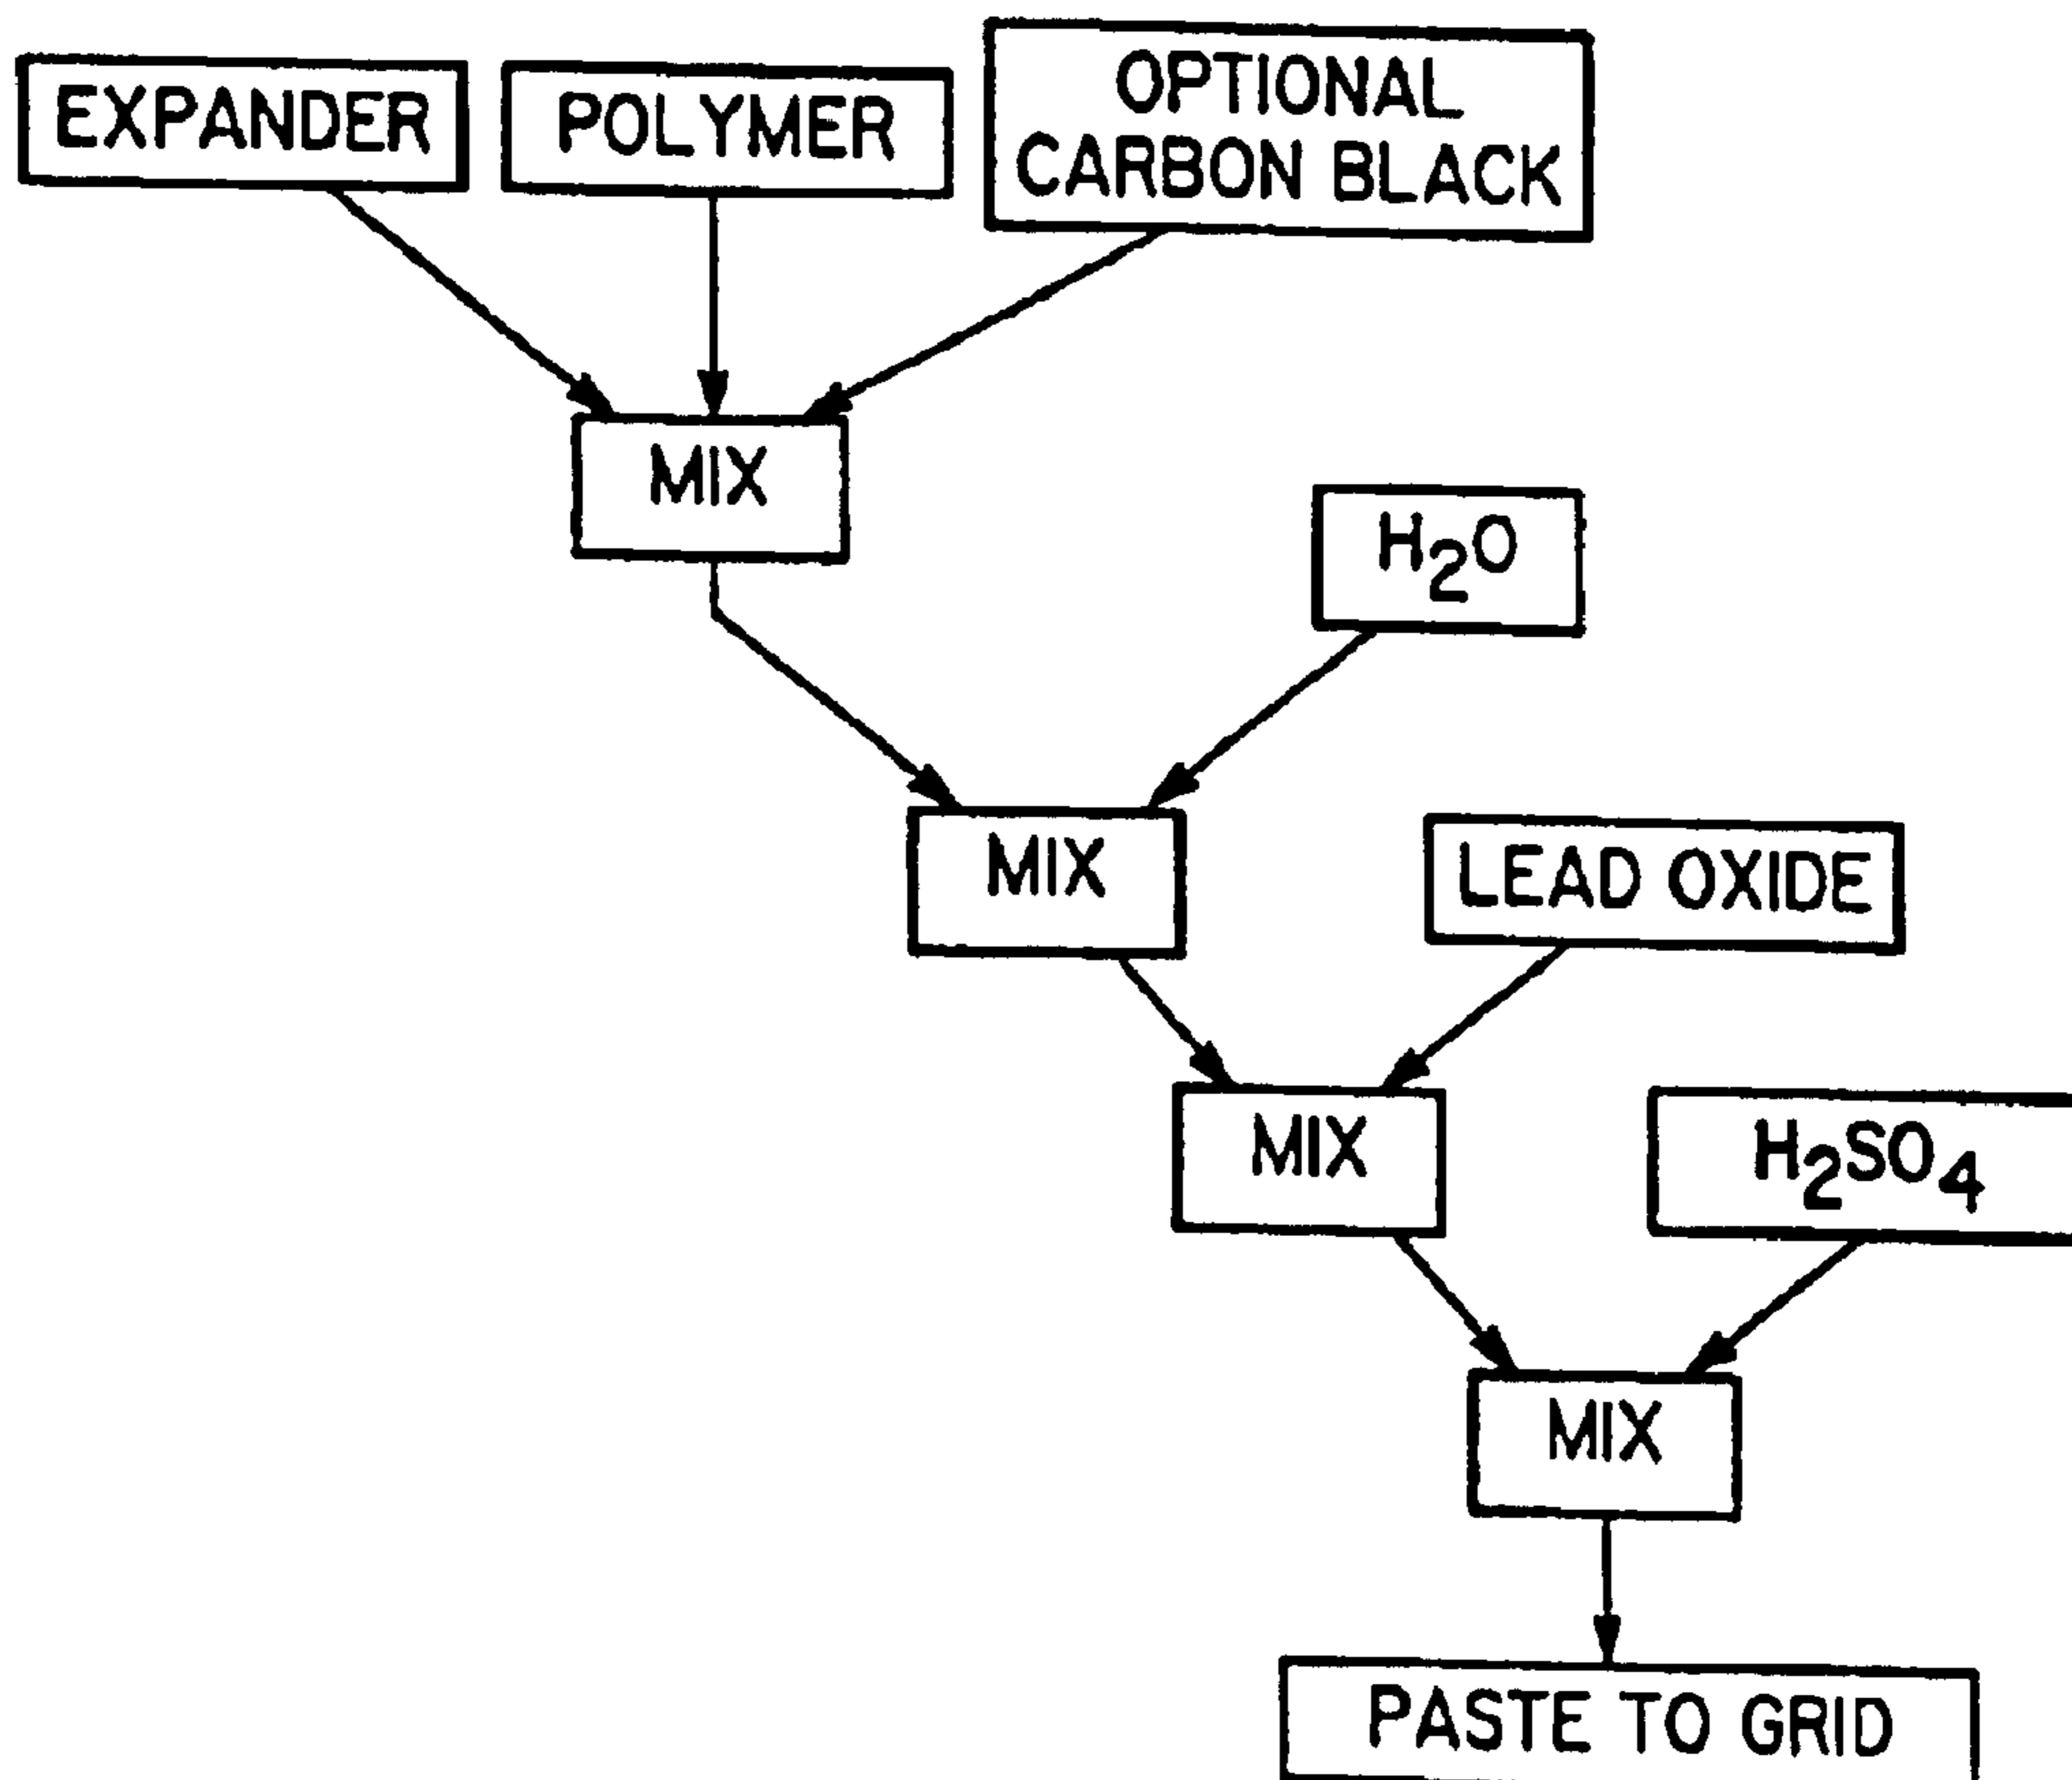 EXPANDER
POLYMER
OPTIONAL
CARBON BLACK
MIX
H2O
MIX
LEAD OXIDE
MIX
H2SO4
MIX
PASTE TO GRID